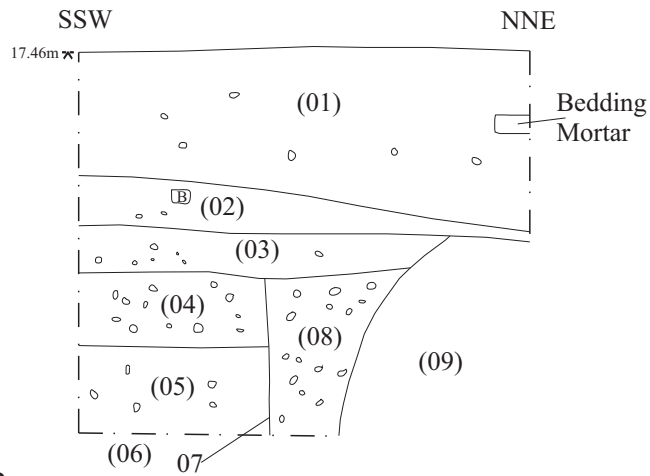 SSW
NNE
17.46m
(01)
Bedding
Mortar
B
(02)
(03)
(04)
(08)
(09)
(05)
(06)
07